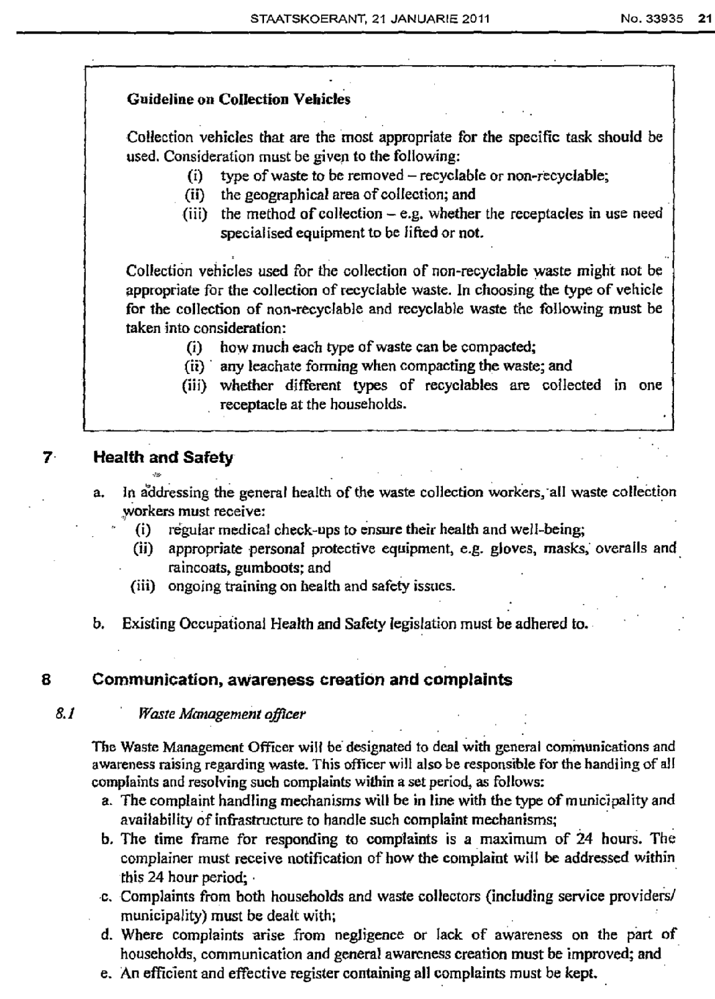 STAATSKOERANT, 21 JANUARIE 2011 No. 33935 21
Guideline on Collection Vehicles
Collection vehicles that are the most appropriate for the specific task should be
used. Consideration must be given to the following:
(i) type of waste to be removed – recyclable or non-recyclable;
(ii) the geographical area of collection; and
(iii) the method of collection – e.g. whether the receptacles in use need
specialised equipment to be lifted or not.
Collection vehicles used for the collection of non-recyclable waste might not be
appropriate for the collection of recyclable waste. In choosing the type of vehicle
for the collection of non-recyclable and recyclable waste the following must be
taken into consideration:
(i) how much each type of waste can be compacted;
(ii) any leachate forming when compacting the waste; and
(iii) whether different types of recyclables are collected in one
receptacle at the households.
7 Health and Safety
a. In addressing the general health of the waste collection workers, all waste collection
workers must receive:
(i) regular medical check-ups to ensure their health and well-being;
(ii) appropriate personal protective equipment, e.g. gloves, masks, overalls and
raincoats, gumboots; and
(iii) ongoing training on health and safety issues.
b. Existing Occupational Health and Safety legislation must be adhered to.
8 Communication, awareness creation and complaints
8.1 Waste Management officer
The Waste Management Officer will be designated to deal with general communications and
awareness raising regarding waste. This officer will also be responsible for the handling of all
complaints and resolving such complaints within a set period, as follows:
a. The complaint handling mechanisms will be in line with the type of municipality and
availability of infrastructure to handle such complaint mechanisms;
b. The time frame for responding to complaints is a maximum of 24 hours. The
complainer must receive notification of how the complaint will be addressed within
this 24 hour period;
c. Complaints from both households and waste collectors (including service providers/
municipality) must be dealt with;
d. Where complaints arise from negligence or lack of awareness on the part of
households, communication and general awareness creation must be improved; and
e. An efficient and effective register containing all complaints must be kept.